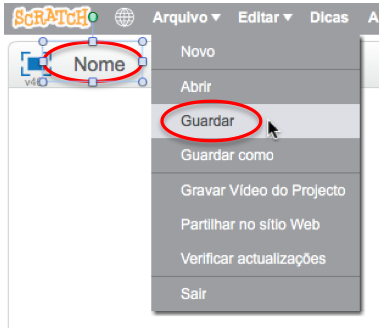 SCRATCH Arquivo ▾ Editar ▾ Dicas A
Nome
Novo
Abrir
Guardar
Guardar como
Gravar Vídeo do Projecto
Partilhar no sítio Web
Verificar actualizações
Sair